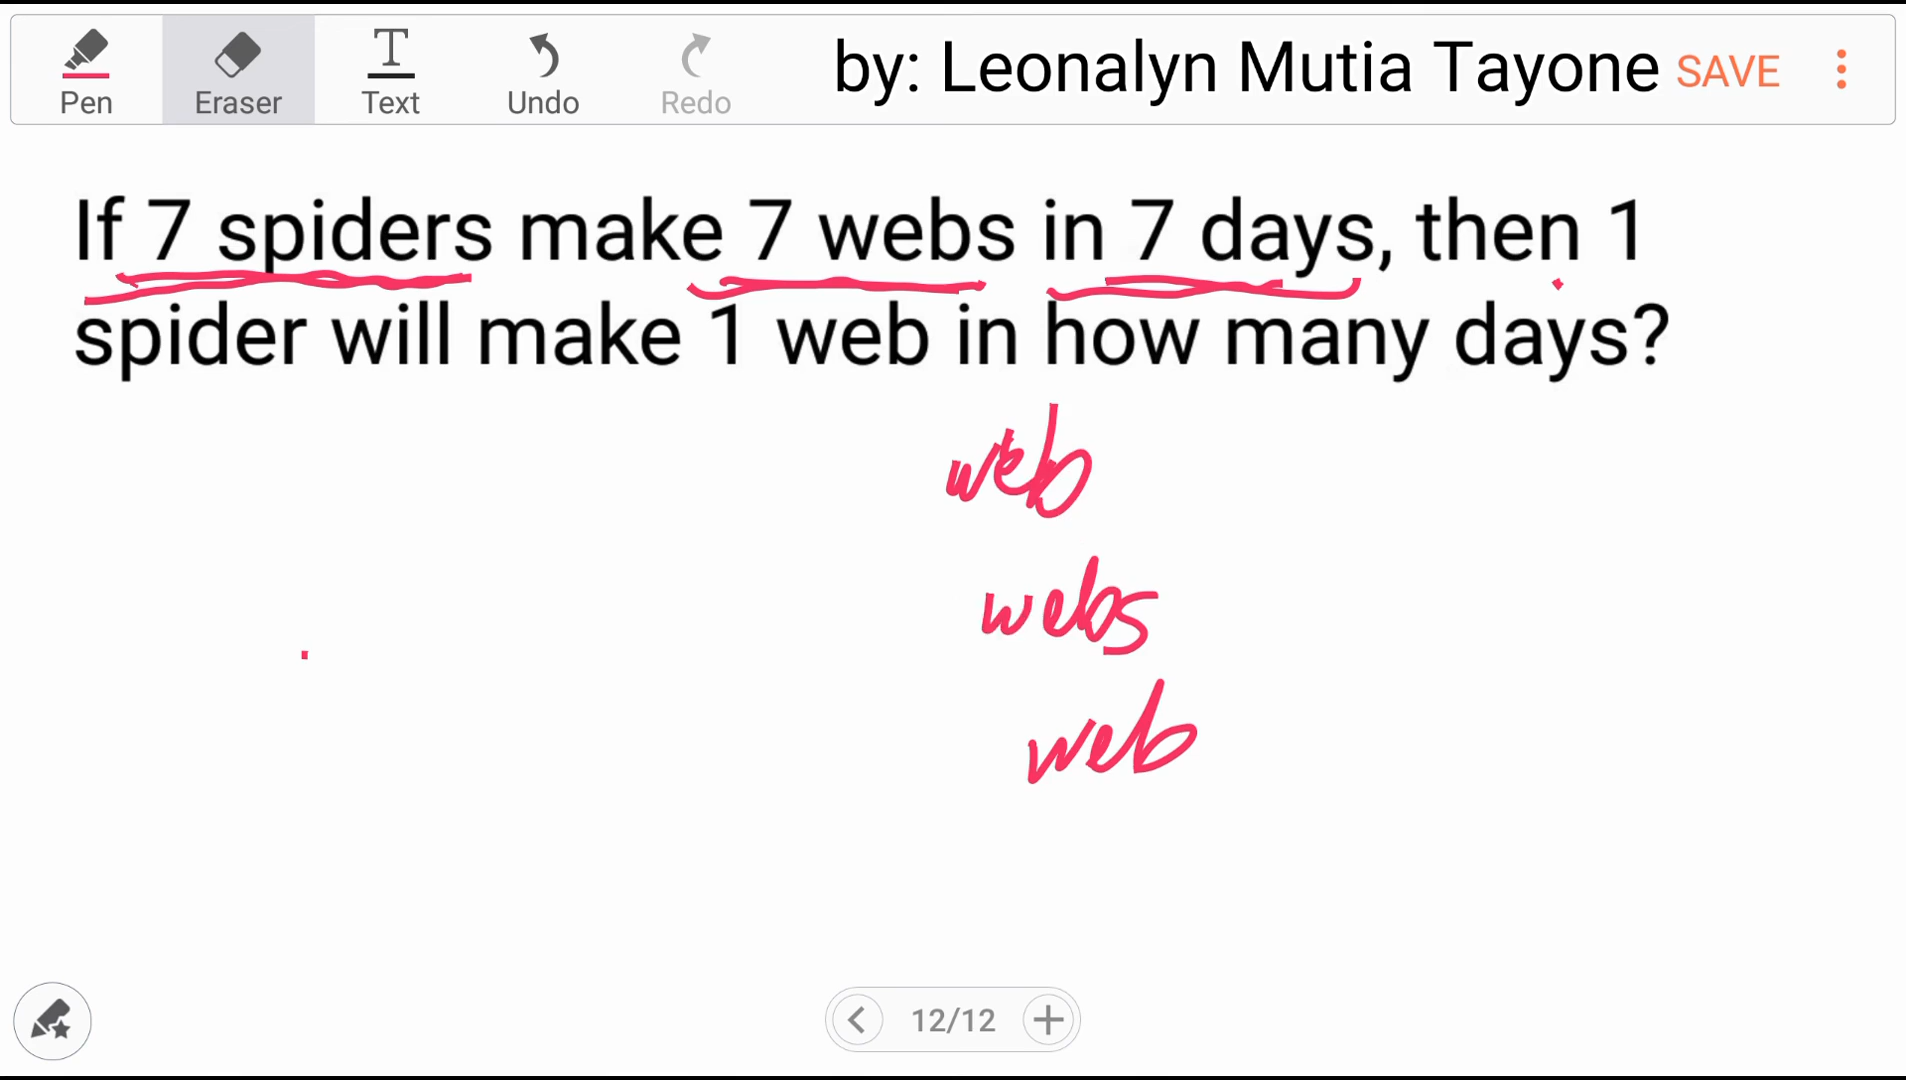 Pen
Eraser
Text
Undo
Redo
by: Leonalyn Mutia Tayone
SAVE
If 7 spiders make 7 webs in 7 days, then 1
spider will make 1 web in how many days?
web
webs
web
12/12